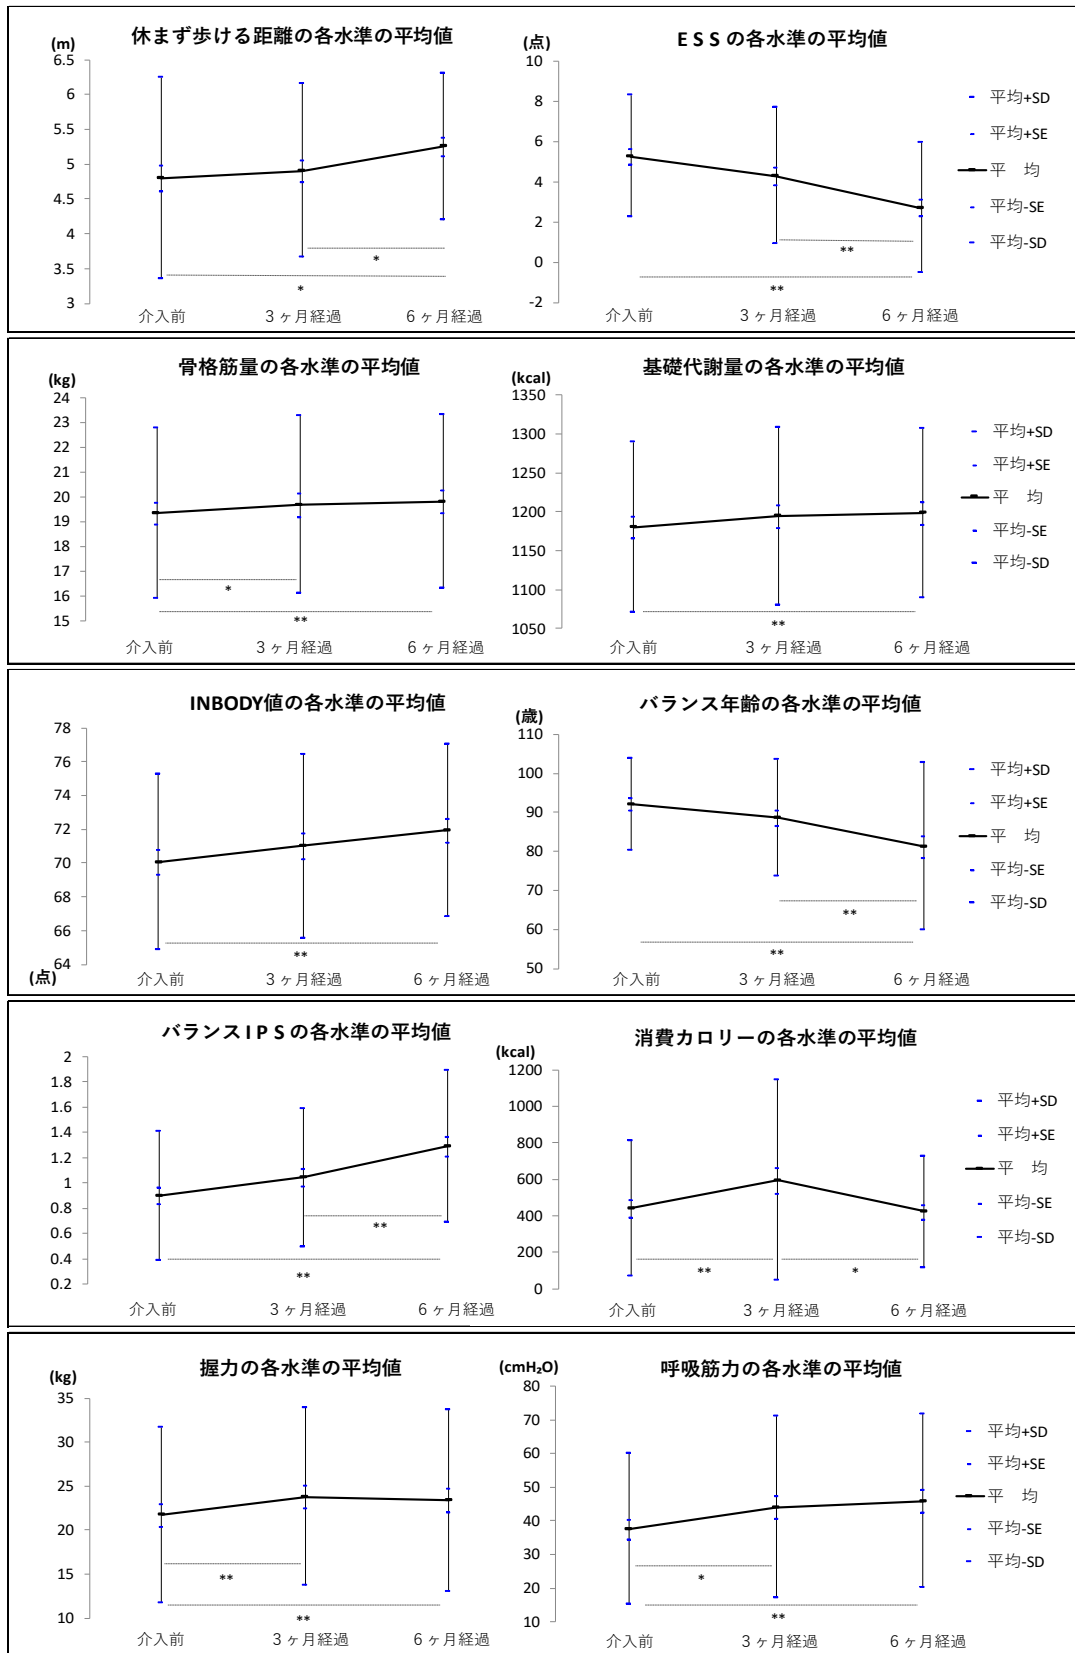 休まず歩ける距離の各水準の平均値
(m)
6.5
6
5.5
5
4.5
4
3.5
3
*
*
介入前
3ヶ月経過
6ヶ月経過
ESSの各水準の平均値
(点)
10
8
6
4
2
0
-2
**
**
介入前
3ヶ月経過
6ヶ月経過
平均+SD
平均+SE
平　均
平均-SE
平均-SD
骨格筋量の各水準の平均値
(kg)
24
23
22
21
20
19
18
17
16
15
*
**
介入前
3ヶ月経過
6ヶ月経過
基礎代謝量の各水準の平均値
(kcal)
1350
1300
1250
1200
1150
1100
1050
**
介入前
3ヶ月経過
6ヶ月経過
平均+SD
平均+SE
平　均
平均-SE
平均-SD
INBODY値の各水準の平均値
78
76
74
72
70
68
66
64
(点)
**
介入前
3ヶ月経過
6ヶ月経過
バランス年齢の各水準の平均値
(歳)
110
100
90
80
70
60
50
**
**
介入前
3ヶ月経過
6ヶ月経過
平均+SD
平均+SE
平　均
平均-SE
平均-SD
バランスIPSの各水準の平均値
2
1.8
1.6
1.4
1.2
1
0.8
0.6
0.4
0.2
**
**
介入前
3ヶ月経過
6ヶ月経過
消費カロリーの各水準の平均値
(kcal)
1200
1000
800
600
400
200
0
**
*
介入前
3ヶ月経過
6ヶ月経過
平均+SD
平均+SE
平　均
平均-SE
平均-SD
握力の各水準の平均値
(kg)
35
30
25
20
15
10
**
**
介入前
3ヶ月経過
6ヶ月経過
呼吸筋力の各水準の平均値
(cmH₂O)
80
70
60
50
40
30
20
10
*
**
介入前
3ヶ月経過
6ヶ月経過
平均+SD
平均+SE
平　均
平均-SE
平均-SD